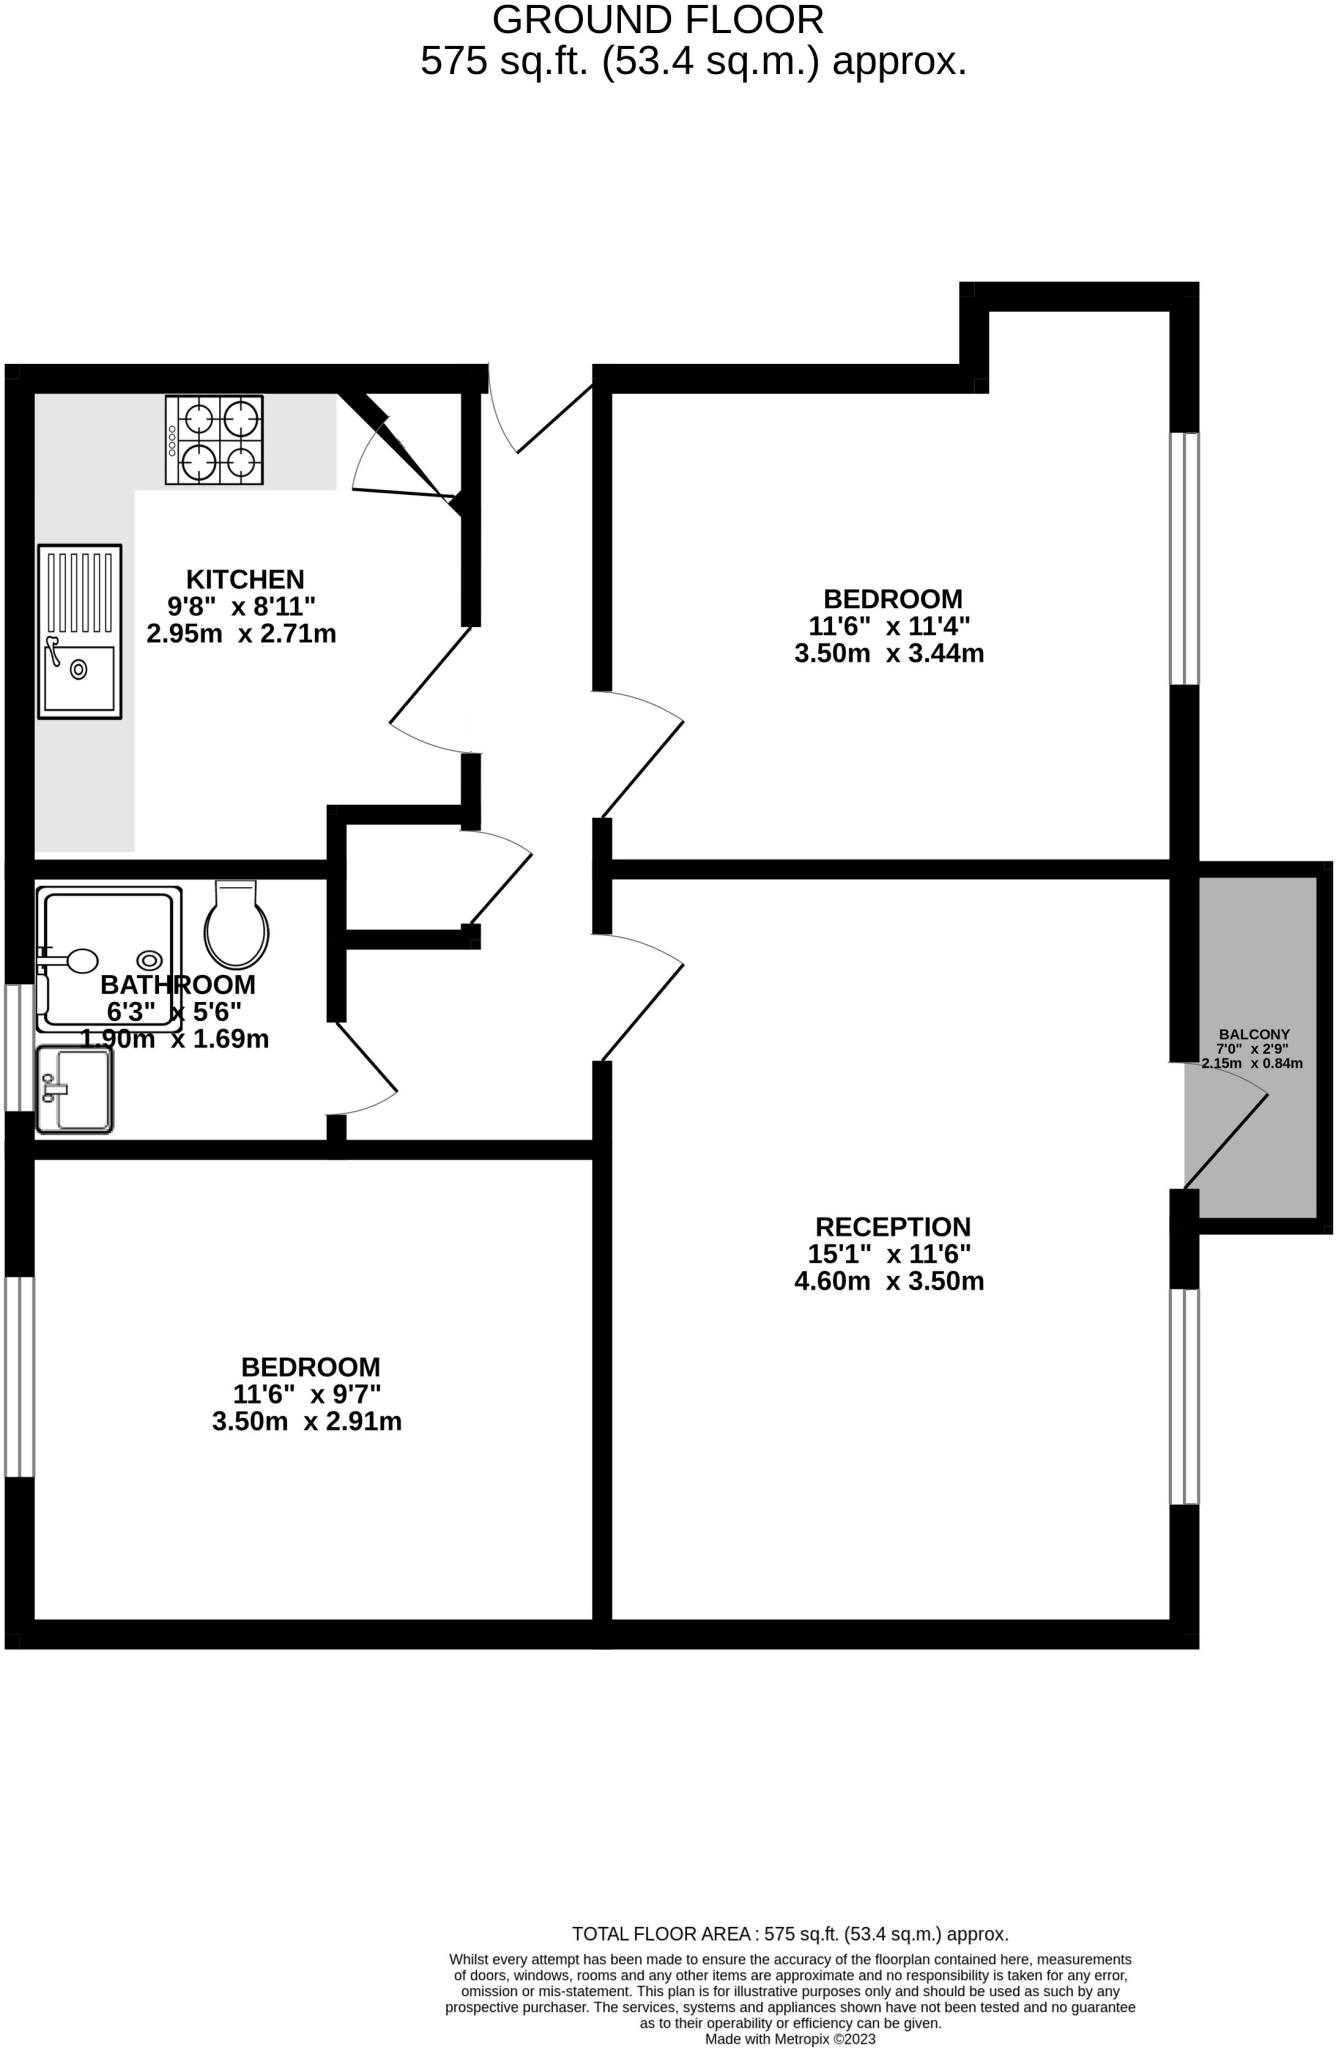 GROUND FLOOR
575 sq.ft. (53.4 sq.m.) approx.
KITCHEN
9'8" x 8'11"
2.95m x 2.71m
BEDROOM
11'6" x 11'4"
3.50m x 3.44m
BATHROOM
6'3" x 5'6"
1.90m x 1.69m
BALCONY
7'0" x 2'9"
2.15m x 0.84m
RECEPTION
15'1" x 11'6"
4.60m x 3.50m
BEDROOM
11'6" x 9'7"
3.50m x 2.91m
TOTAL FLOOR AREA : 575 sq.ft. (53.4 sq.m.) approx.
Whilst every attempt has been made to ensure the accuracy of the floorplan contained here, measurements
of doors, windows, rooms and any other items are approximate and no responsibility is taken for any error,
omission or mis-statement. This plan is for illustrative purposes only and should be used as such by any
prospective purchaser. The services, systems and appliances shown have not been tested and no guarantee
as to their operability or efficiency can be given.
Made with Metropix ©2023